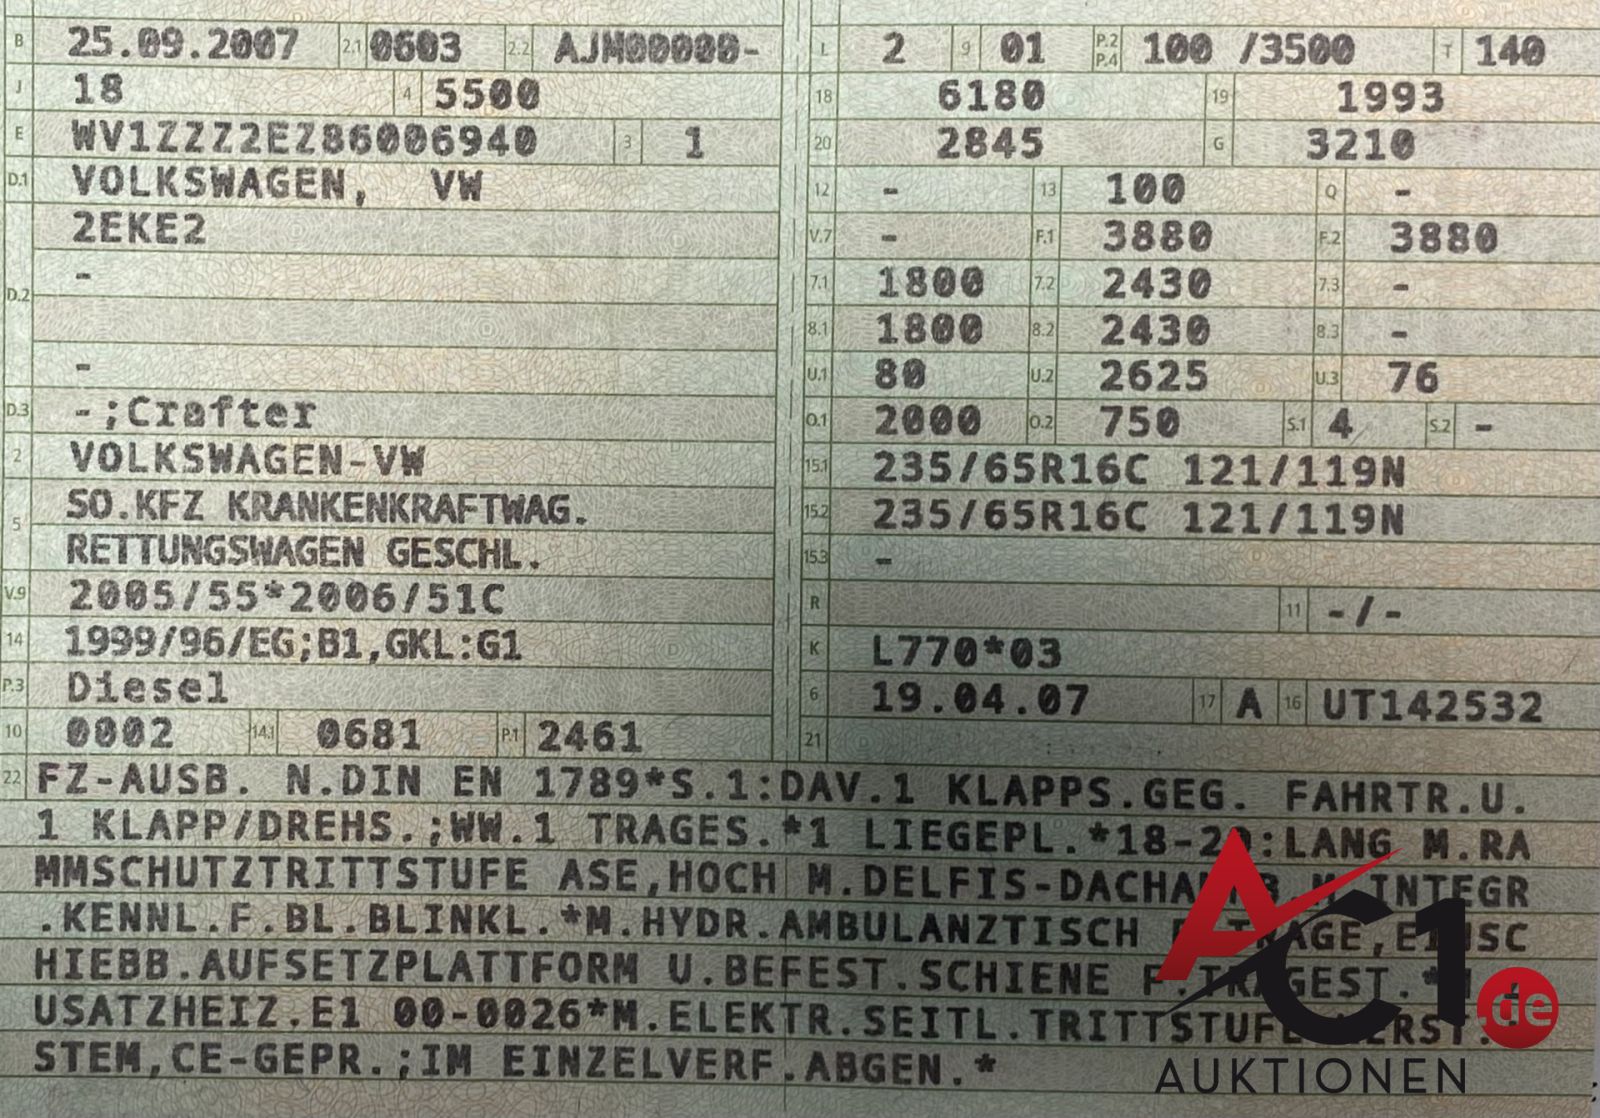 B 25.09.2007 2.1 0603 2.2 AJM00000-
J 18 4 5500
E WV1ZZZ2EZ86006940 3 1
D.1 VOLKSWAGEN, VW
2EKE2
D.2 -
-
D.3 -;Crafter
2 VOLKSWAGEN-VW
5 SO.KFZ KRANKENKRAFTWAG.
RETTUNGSWAGEN GESCHL.
V.9 2005/55*2006/51C
14 1999/96/EG;B1,GKL:G1
P.3 Diesel
10 0002 14.1 0681 P.1 2461
L 2 9 01 P.2 P.4 100 /3500 T 140
18 6180 19 1993
20 2845 G 3210
12 - 13 100 Q -
V.7 - F.1 3880 F.2 3880
7.1 1800 7.2 2430 7.3 -
8.1 1800 8.2 2430 8.3 -
U.1 80 U.2 2625 U.3 76
O.1 2000 O.2 750 S.1 4 S.2 -
15.1 235/65R16C 121/119N
15.2 235/65R16C 121/119N
15.3 -
R 11 -/-
K L770*03
6 19.04.07 17 A 16 UT142532
21
22 FZ-AUSB. N.DIN EN 1789*S.1:DAV.1 KLAPPS.GEG. FAHRTR.U.
1 KLAPP/DREHS.;WW.1 TRAGES.*1 LIEGEPL.*18-20:LANG M.RA
MMSCHUTZTRITTSTUFE ASE,HOCH M.DELFIS-DACHA INTEGR
.KENNL.F.BL.BLINKL.*M.HYDR.AMBULANZTISCH F.TRAGE,EINSC
HIEBB.AUFSETZPLATTFORM U.BEFEST.SCHIENE F.TRAGEST.*
USATZHEIZ.E1 00-0026*M.ELEKTR.SEITL.TRITTSTUFE
STEM,CE-GEPR.;IM EINZELVERF.ABGEN.*
AC1.de
AUKTIONEN